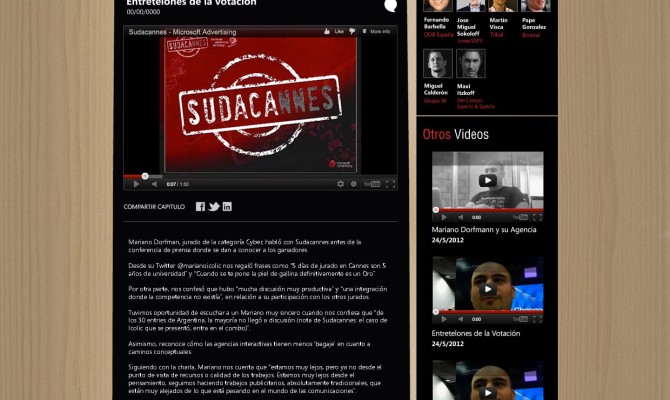 Entretelones de la Votación
00/00/0000
Sudacannes - Microsoft Advertising
Like
More info
SUDACANNES
SUDACANNES
0:07 / 1:50
You Tube
COMPARTIR CAPITULO
Mariano Dorfman, jurado de la categoría Cyber, habló con Sudacannes antes de la
conferencia de prensa donde se dan a conocer a los ganadores.
Desde su Twitter @marianoicolic nos regaló frases como "5 días de jurado en Cannes son 5
años de universidad" y "Cuando se te pone la piel de gallina definitivamente es un Oro"
Por otra parte, nos confesó que hubo "mucha discusión muy productiva" y "una integración
donde la competencia no existía", en relación a su participación con los otros jurados.
Tuvimos oportunidad de escuchar a un Mariano muy sincero cuando nos confiesa que "de
los 30 entries de Argentina, la mayoría no llegó a discusión (nota de Sudacannes: el caso de
Icolic que se presentó, entra en el combo)".
Asimismo, reconoce cómo las agencias interactivas tienen menos 'bagaje' en cuanto a
caminos conceptuales.
Siguiendo con la charla, Mariano nos cuenta que "estamos muy lejos, pero ya no desde el
punto de vista de recursos o calidad de los trabajos. Estamos muy lejos desde el
pensamiento, seguimos haciendo trabajos publicitarios, absolutamente tradicionales, que
están muy alejados de lo que está pasando en el mundo de las comunicaciones".
Fernando
Barbella
DDB España
Jose
Miguel
Sokoloff
Lowe SSP3
Martin
Visca
Tribal
Pape
Gonzalez
Brooke
Miguel
Calderón
Grupo W
Maxi
Itzkoff
Del Campo
Saatchi & Saatchi
Otros Videos
0:00
You Tube
Mariano Dorfmann y su Agencia
24/5/2012
0:00
You Tube
Entretelones de la Votación
24/5/2012